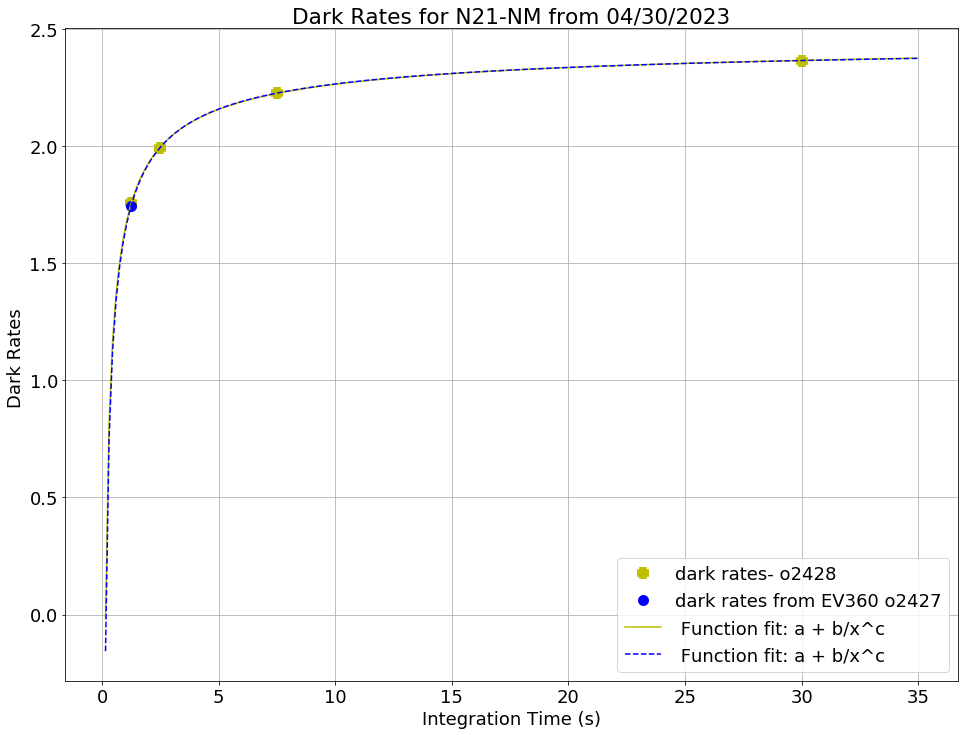 Dark Rates for N21-NM from 04/30/2023
2.5
2.0
1.5
1.0
0.5
0.0
Dark Rates
dark rates- o2428
dark rates from EV360 o2427
Function fit: a + b/x^c
Function fit: a + b/x^c
0 5 10 15 20 25 30 35
Integration Time (s)